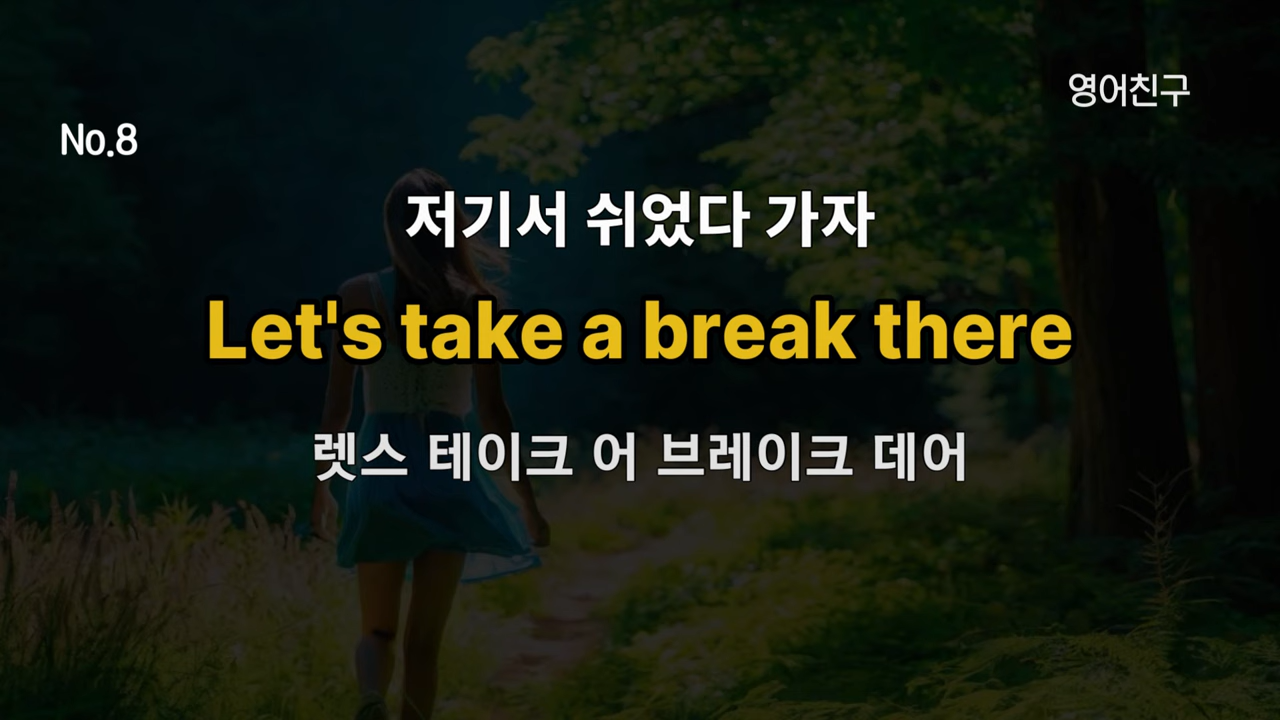 영어친구
No.8
저기서 쉬었다 가자
Let's take a break there
렛스 테이크 어 브레이크 데어